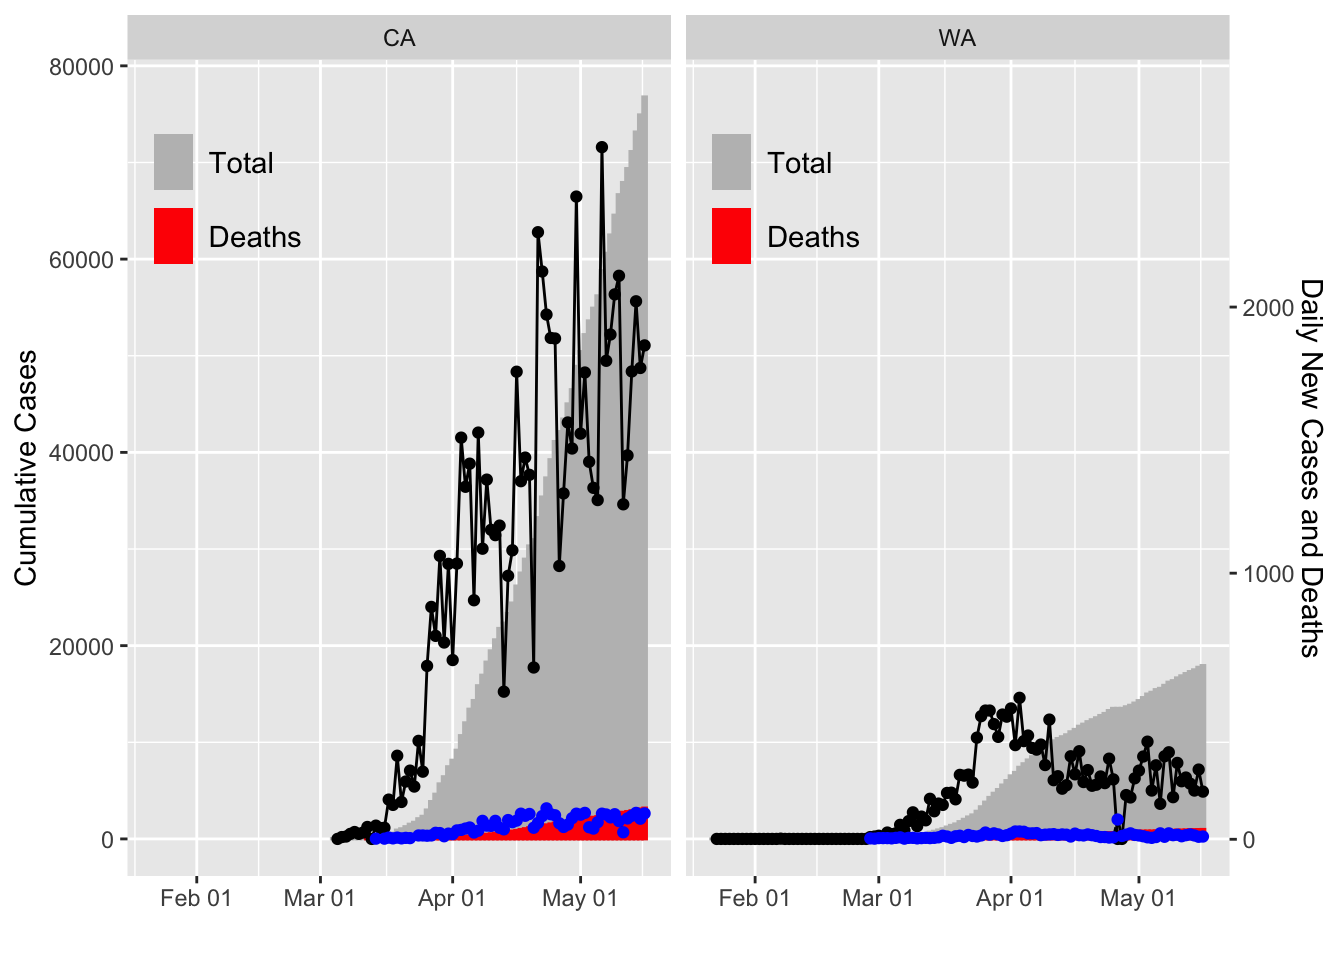 CA
WA
Cumulative Cases
80000
60000
40000
20000
0
Total
Deaths
Total
Deaths
2000
1000
0
Daily New Cases and Deaths
Feb 01
Mar 01
Apr 01
May 01
Feb 01
Mar 01
Apr 01
May 01